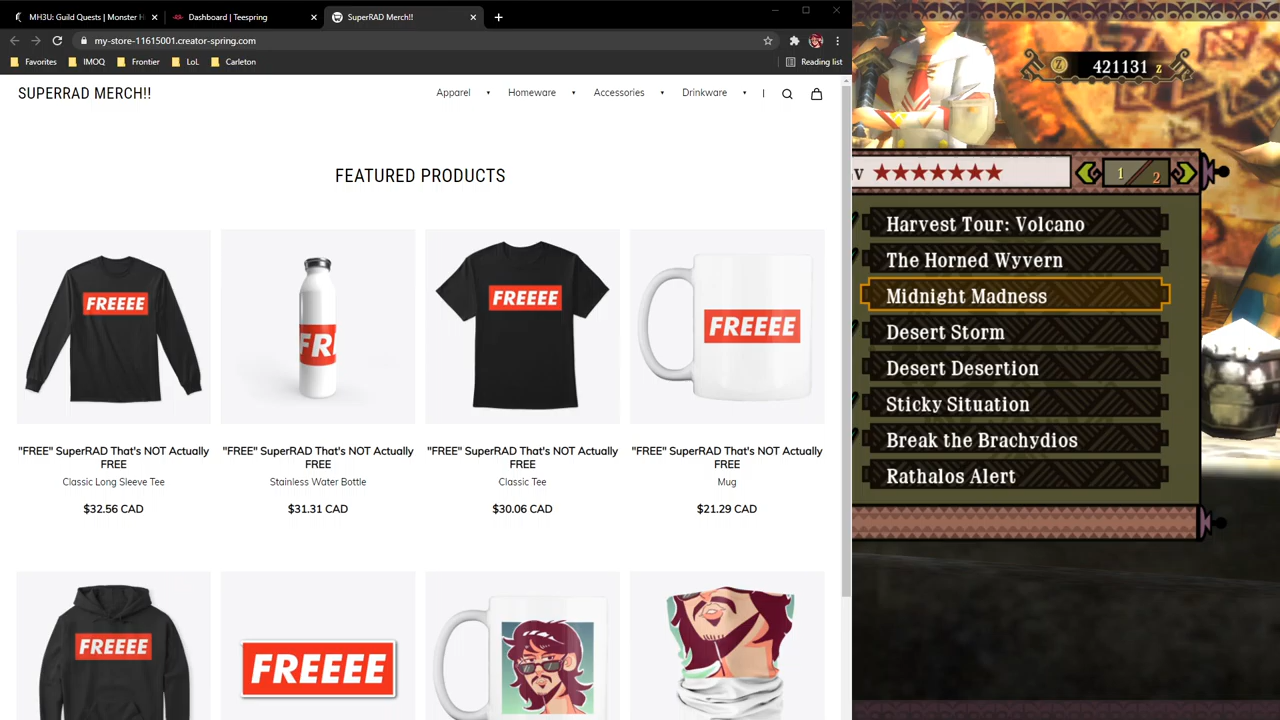 MH3U: Guild Quests | Monster H
Dashboard | Teespring
SuperRAD Merch!!
my-store-11615001.creator-spring.com
Favorites
IMOQ
Frontier
LoL
Carleton
Reading list
SUPERRAD MERCH!!
Apparel
Homeware
Accessories
Drinkware
FEATURED PRODUCTS
FREEEE
FRE
FREEEE
FREEEE
"FREE" SuperRAD That's NOT Actually
FREE
Classic Long Sleeve Tee
$32.56 CAD
"FREE" SuperRAD That's NOT Actually
FREE
Stainless Water Bottle
$31.31 CAD
"FREE" SuperRAD That's NOT Actually
FREE
Classic Tee
$30.06 CAD
"FREE" SuperRAD That's NOT Actually
FREE
Mug
$21.29 CAD
FREEEE
FREEEE
421131 z
v ★★★★★★★
1/2
Harvest Tour: Volcano
The Horned Wyvern
Midnight Madness
Desert Storm
Desert Desertion
Sticky Situation
Break the Brachydios
Rathalos Alert